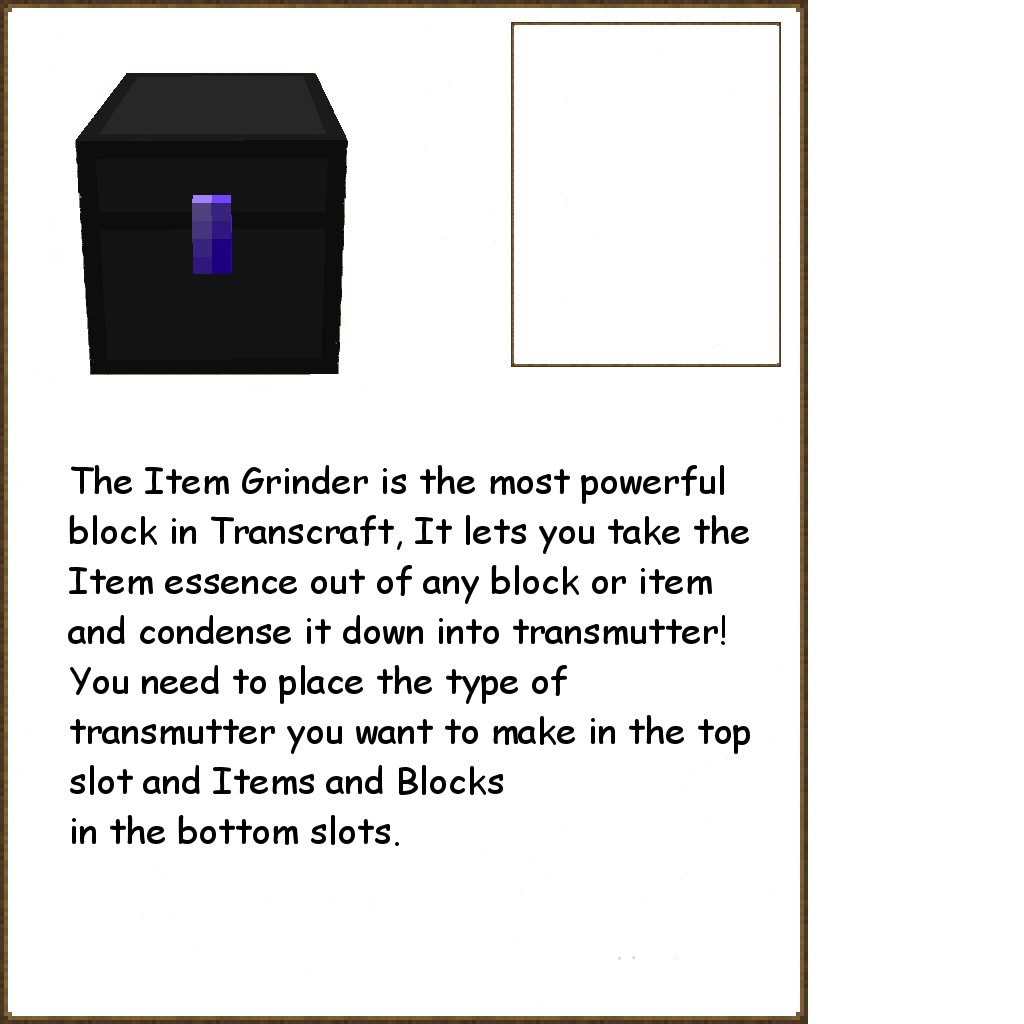 The Item Grinder is the most powerful
block in Transcraft, It lets you take the
Item essence out of any block or item
and condense it down into transmutter!
You need to place the type of
transmutter you want to make in the top
slot and Items and Blocks
in the bottom slots.